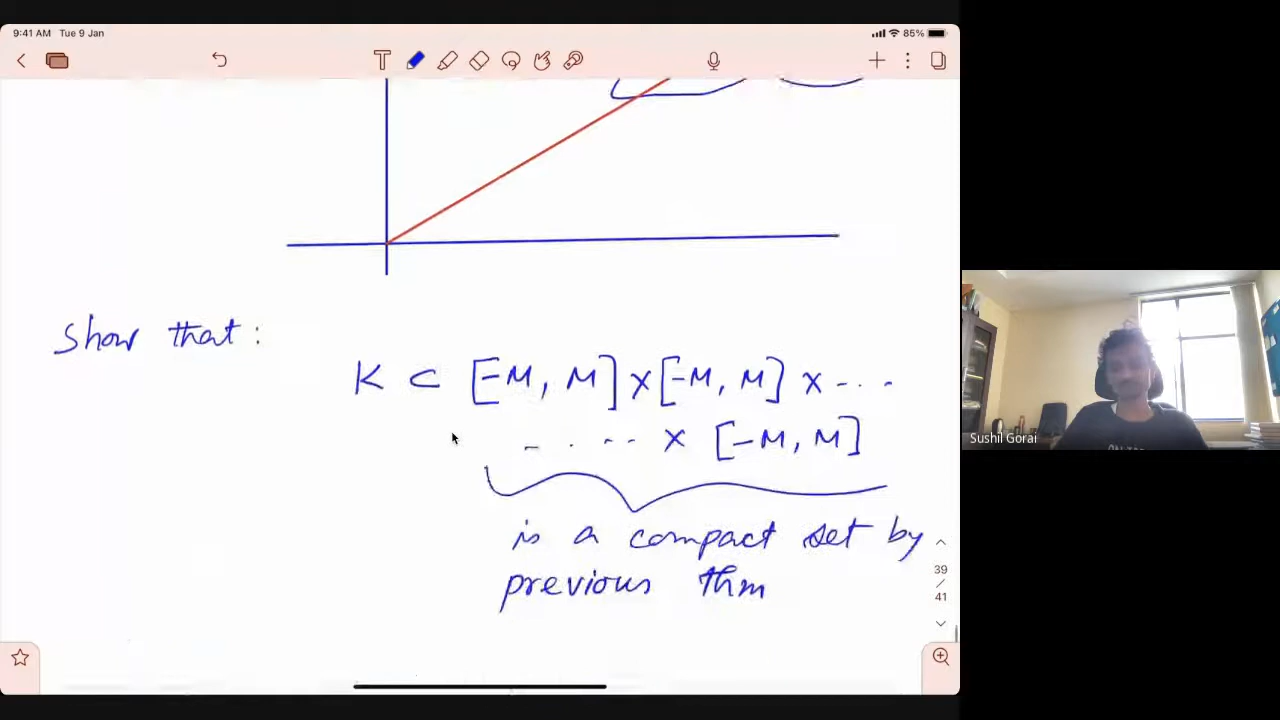 9:41 AM Tue 9 Jan
85%
T
Show that :
K ⊂ [-M, M] × [-M, M] × ...
.... × [-M, M]
is a compact set by
previous thm
39
/
41
Sushil Gorai